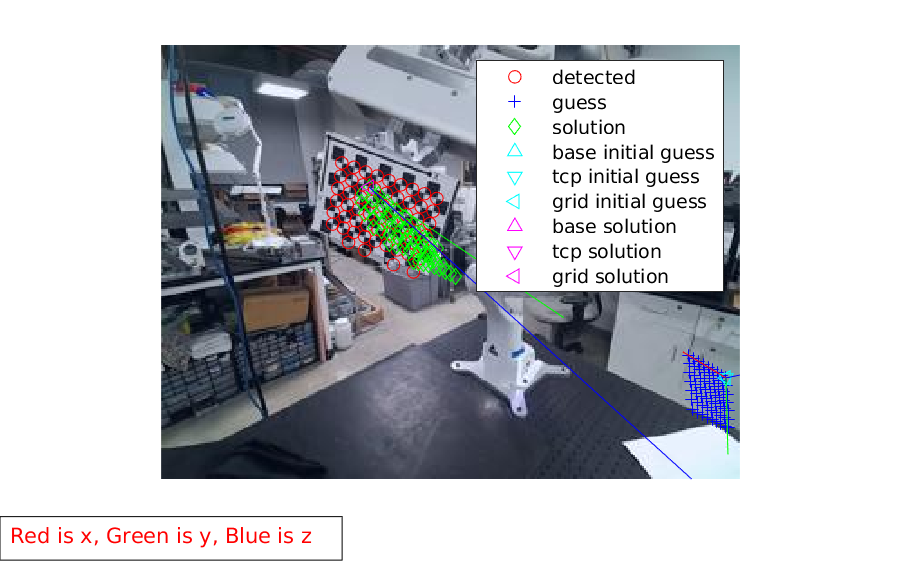 detected
guess
solution
base initial guess
tcp initial guess
grid initial guess
base solution
tcp solution
grid solution
Red is x, Green is y, Blue is z